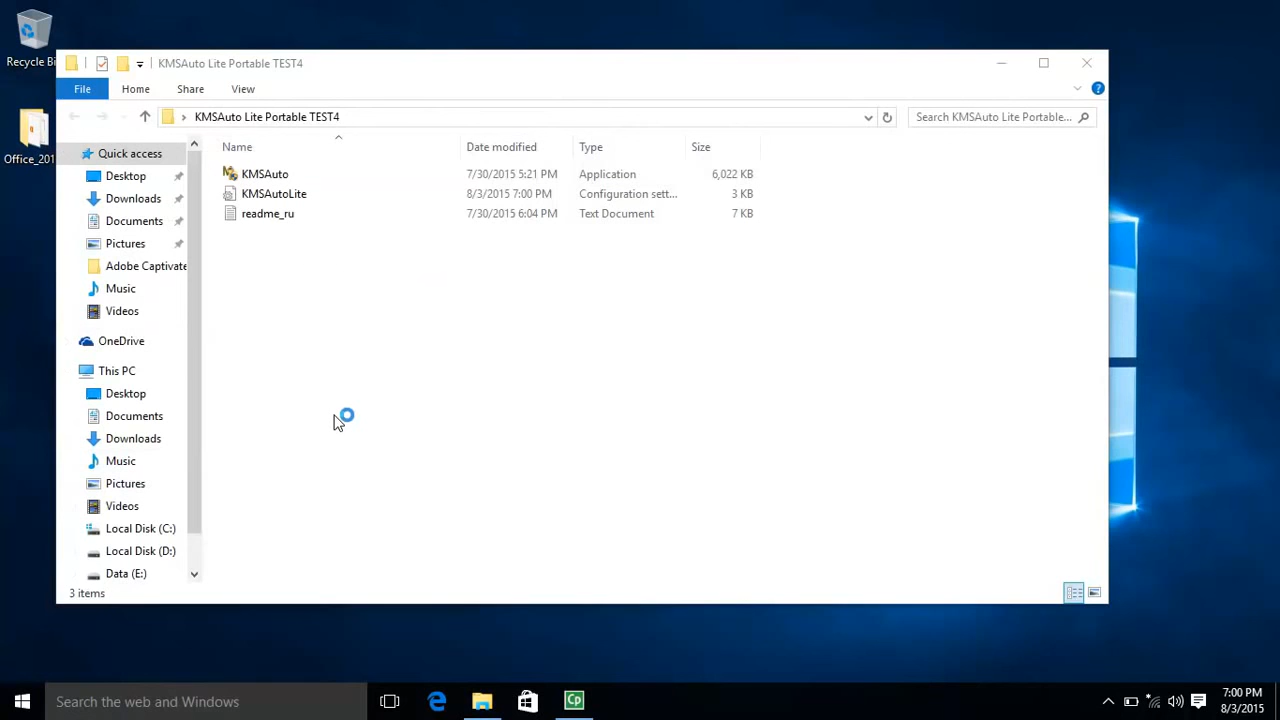 Recycle Bi
Office_201
KMSAuto Lite Portable TEST4
File Home Share View
KMSAuto Lite Portable TEST4
Search KMSAuto Lite Portable...
Name Date modified Type Size
KMSAuto 7/30/2015 5:21 PM Application 6,022 KB
KMSAutoLite 8/3/2015 7:00 PM Configuration sett... 3 KB
readme_ru 7/30/2015 6:04 PM Text Document 7 KB
Quick access
Desktop
Downloads
Documents
Pictures
Adobe Captivate
Music
Videos
OneDrive
This PC
Desktop
Documents
Downloads
Music
Pictures
Videos
Local Disk (C:)
Local Disk (D:)
Data (E:)
3 items
Search the web and Windows
Cp
7:00 PM
8/3/2015